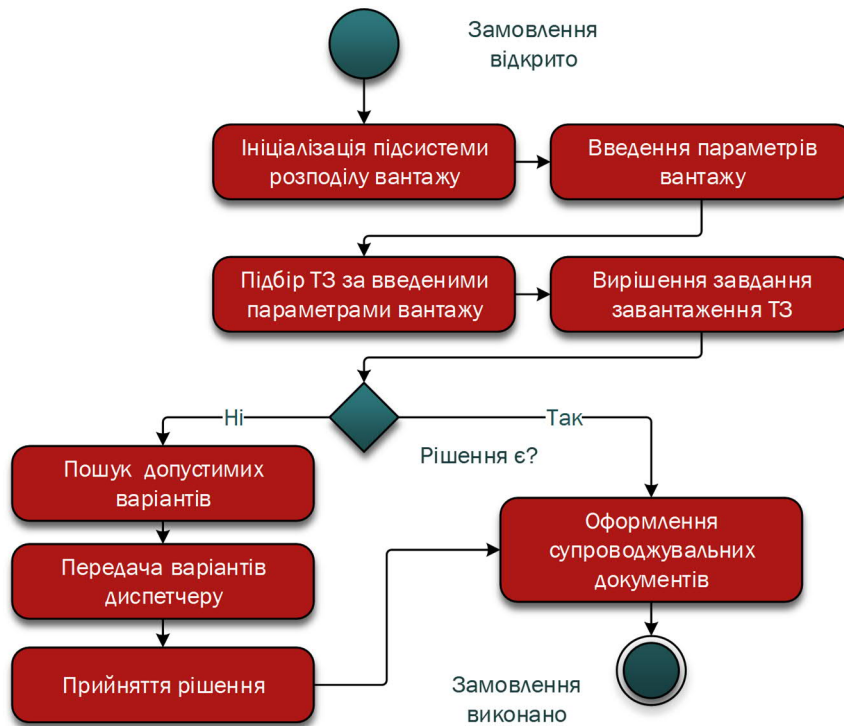 Замовлення
відкрито
Ініціалізація підсистеми
розподілу вантажу
Введення параметрів
вантажу
Підбір ТЗ за введеними
параметрами вантажу
Вирішення завдання
завантаження ТЗ
Ні
Так
Рішення є?
Пошук допустимих
варіантів
Оформлення
супроводжувальних
документів
Передача варіантів
диспетчеру
Прийняття рішення
Замовлення
виконано